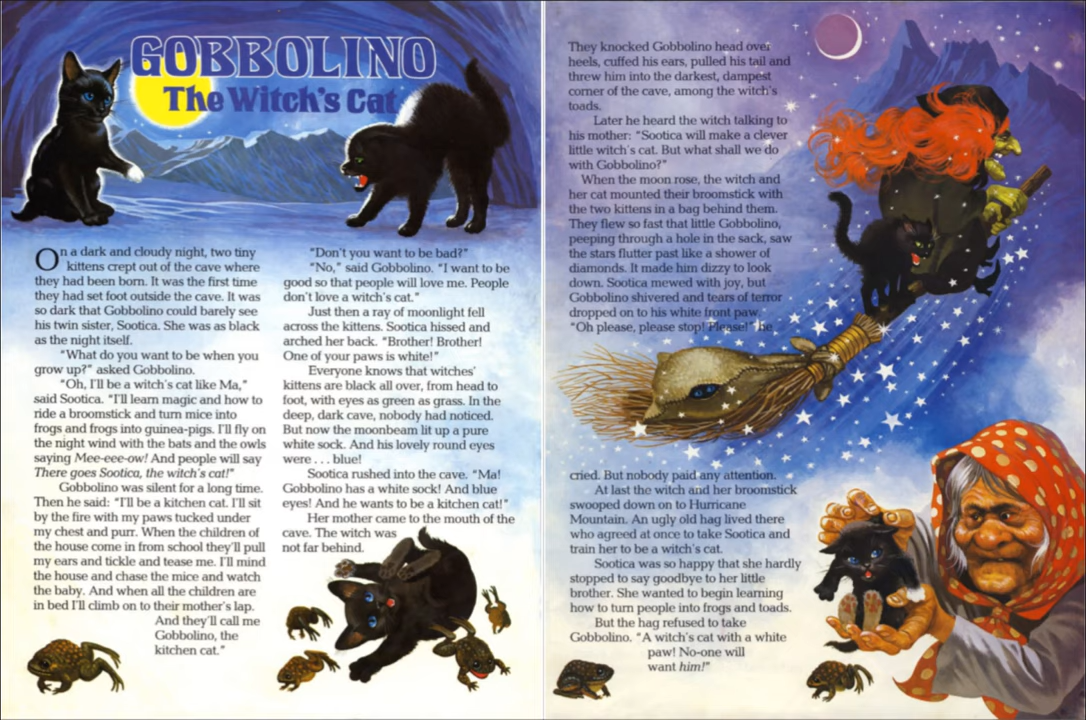 GOBBOLINO
The Witch's Cat
On a dark and cloudy night, two tiny
kittens crept out of the cave where
they had been born. It was the first time
they had set foot outside the cave. It was
so dark that Gobbolino could barely see
his twin sister, Sootica. She was as black
as the night itself.
"What do you want to be when you
grow up?" asked Gobbolino.
"Oh, I'll be a witch's cat like Ma,"
said Sootica. "I'll learn magic and how to
ride a broomstick and turn mice into
frogs and frogs into guinea-pigs. I'll fly on
the night wind with the bats and the owls
saying Mee-eee-ow! And people will say
There goes Sootica, the witch's cat!"
Gobbolino was silent for a long time.
Then he said: "I'll be a kitchen cat. I'll sit
by the fire with my paws tucked under
my chest and purr. When the children of
the house come in from school they'll pull
my ears and tickle and tease me. I'll mind
the house and chase the mice and watch
the baby. And when all the children are
in bed I'll climb on to their mother's lap.
And they'll call me
Gobbolino, the
kitchen cat."
"Don't you want to be bad?"
"No," said Gobbolino. "I want to be
good so that people will love me. People
don't love a witch's cat."
Just then a ray of moonlight fell
across the kittens. Sootica hissed and
arched her back. "Brother! Brother!
One of your paws is white!"
Everyone knows that witches'
kittens are black all over, from head to
foot, with eyes as green as grass. In the
deep, dark cave, nobody had noticed.
But now the moonbeam lit up a pure
white sock. And his lovely round eyes
were . . . blue!
Sootica rushed into the cave. "Ma!
Gobbolino has a white sock! And blue
eyes! And he wants to be a kitchen cat!"
Her mother came to the mouth of the
cave. The witch was
not far behind.
They knocked Gobbolino head over
heels, cuffed his ears, pulled his tail and
threw him into the darkest, dampest
corner of the cave, among the witch's
toads.
Later he heard the witch talking to
his mother: "Sootica will make a clever
little witch's cat. But what shall we do
with Gobbolino?"
When the moon rose, the witch and
her cat mounted their broomstick with
the two kittens in a bag behind them.
They flew so fast that little Gobbolino,
peeping through a hole in the sack, saw
the stars flutter past like a shower of
diamonds. It made him dizzy to look
down. Sootica mewed with joy, but
Gobbolino shivered and tears of terror
dropped on to his white front paw.
"Oh please, please stop! Please!" he
cried. But nobody paid any attention.
At last the witch and her broomstick
swooped down on to Hurricane
Mountain. An ugly old hag lived there
who agreed at once to take Sootica and
train her to be a witch's cat.
Sootica was so happy that she hardly
stopped to say goodbye to her little
brother. She wanted to begin learning
how to turn people into frogs and toads.
But the hag refused to take
Gobbolino. "A witch's cat with a white
paw! No-one will
want him!"